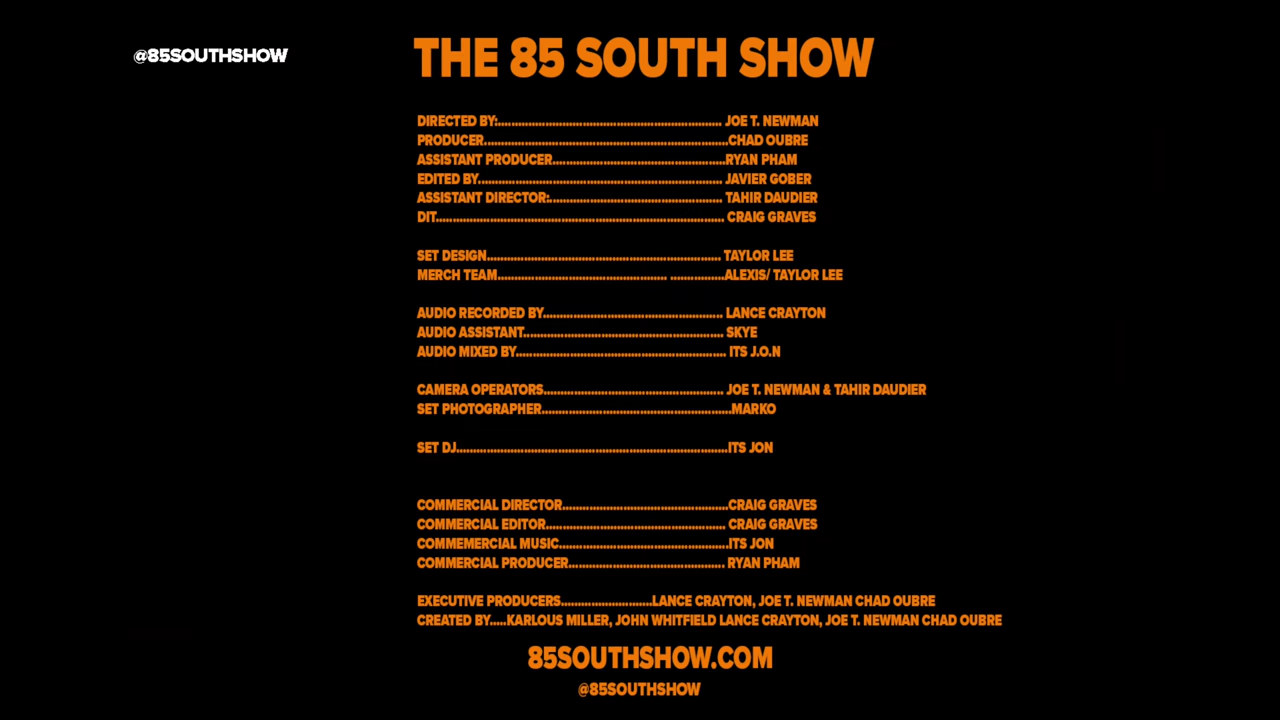 @85SOUTHSHOW
THE 85 SOUTH SHOW
DIRECTED BY:.................................................................. JOE T. NEWMAN
PRODUCER........................................................................CHAD OUBRE
ASSISTANT PRODUCER...................................................RYAN PHAM
EDITED BY........................................................................ JAVIER GOBER
ASSISTANT DIRECTOR:................................................... TAHIR DAUDIER
DIT..................................................................................... CRAIG GRAVES
SET DESIGN..................................................................... TAYLOR LEE
MERCH TEAM.................................................. ................ALEXIS/ TAYLOR LEE
AUDIO RECORDED BY..................................................... LANCE CRAYTON
AUDIO ASSISTANT........................................................... SKYE
AUDIO MIXED BY.............................................................. ITS J.O.N
CAMERA OPERATORS..................................................... JOE T. NEWMAN & TAHIR DAUDIER
SET PHOTOGRAPHER........................................................MARKO
SET DJ................................................................................ITS JON
COMMERCIAL DIRECTOR.................................................CRAIG GRAVES
COMMERCIAL EDITOR..................................................... CRAIG GRAVES
COMMEMERCIAL MUSIC..................................................ITS JON
COMMERCIAL PRODUCER.............................................. RYAN PHAM
EXECUTIVE PRODUCERS...........................LANCE CRAYTON, JOE T. NEWMAN CHAD OUBRE
CREATED BY.....KARLOUS MILLER, JOHN WHITFIELD LANCE CRAYTON, JOE T. NEWMAN CHAD OUBRE
85SOUTHSHOW.COM
@85SOUTHSHOW